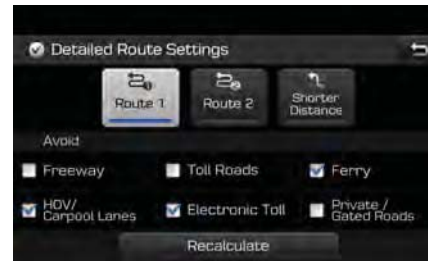 Detailed Route Settings
Route 1
Route 2
Shorter
Distance
Avoid
Freeway
Toll Roads
Ferry
HOV/
Carpool Lanes
Electronic Toll
Private /
Gated Roads
Recalculate